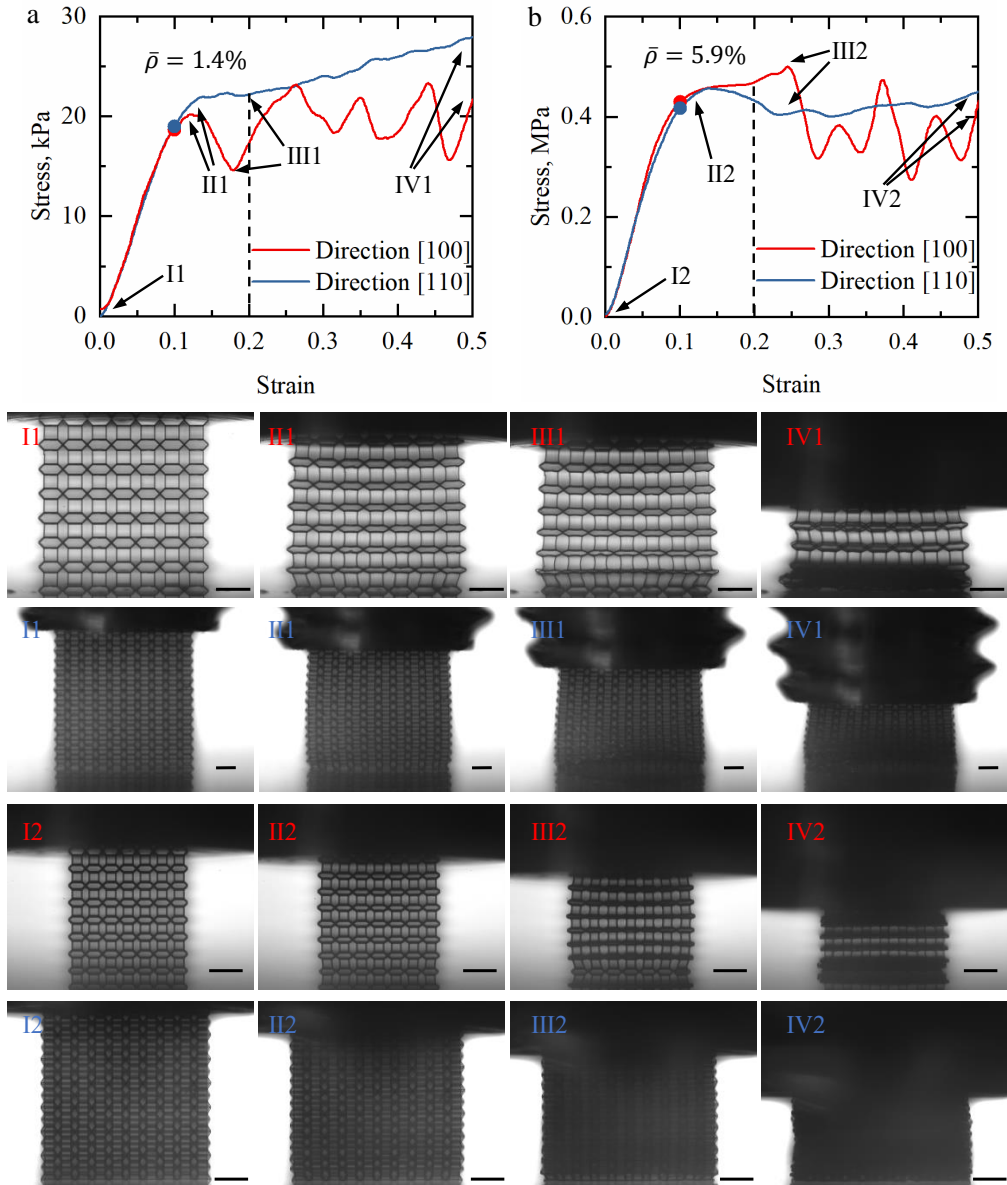 a
30
ρ̄ = 1.4%
20
10
0
Stress, kPa
II1
III1
IV1
I1
Direction [100]
Direction [110]
0.0 0.1 0.2 0.3 0.4 0.5
Strain
b
0.6
ρ̄ = 5.9%
III2
0.4
0.2
0.0
Stress, MPa
II2
IV2
I2
Direction [100]
Direction [110]
0.0 0.1 0.2 0.3 0.4 0.5
Strain
I1 II1 III1 IV1
I1 II1 III1 IV1
I2 II2 III2 IV2
I2 II2 III2 IV2